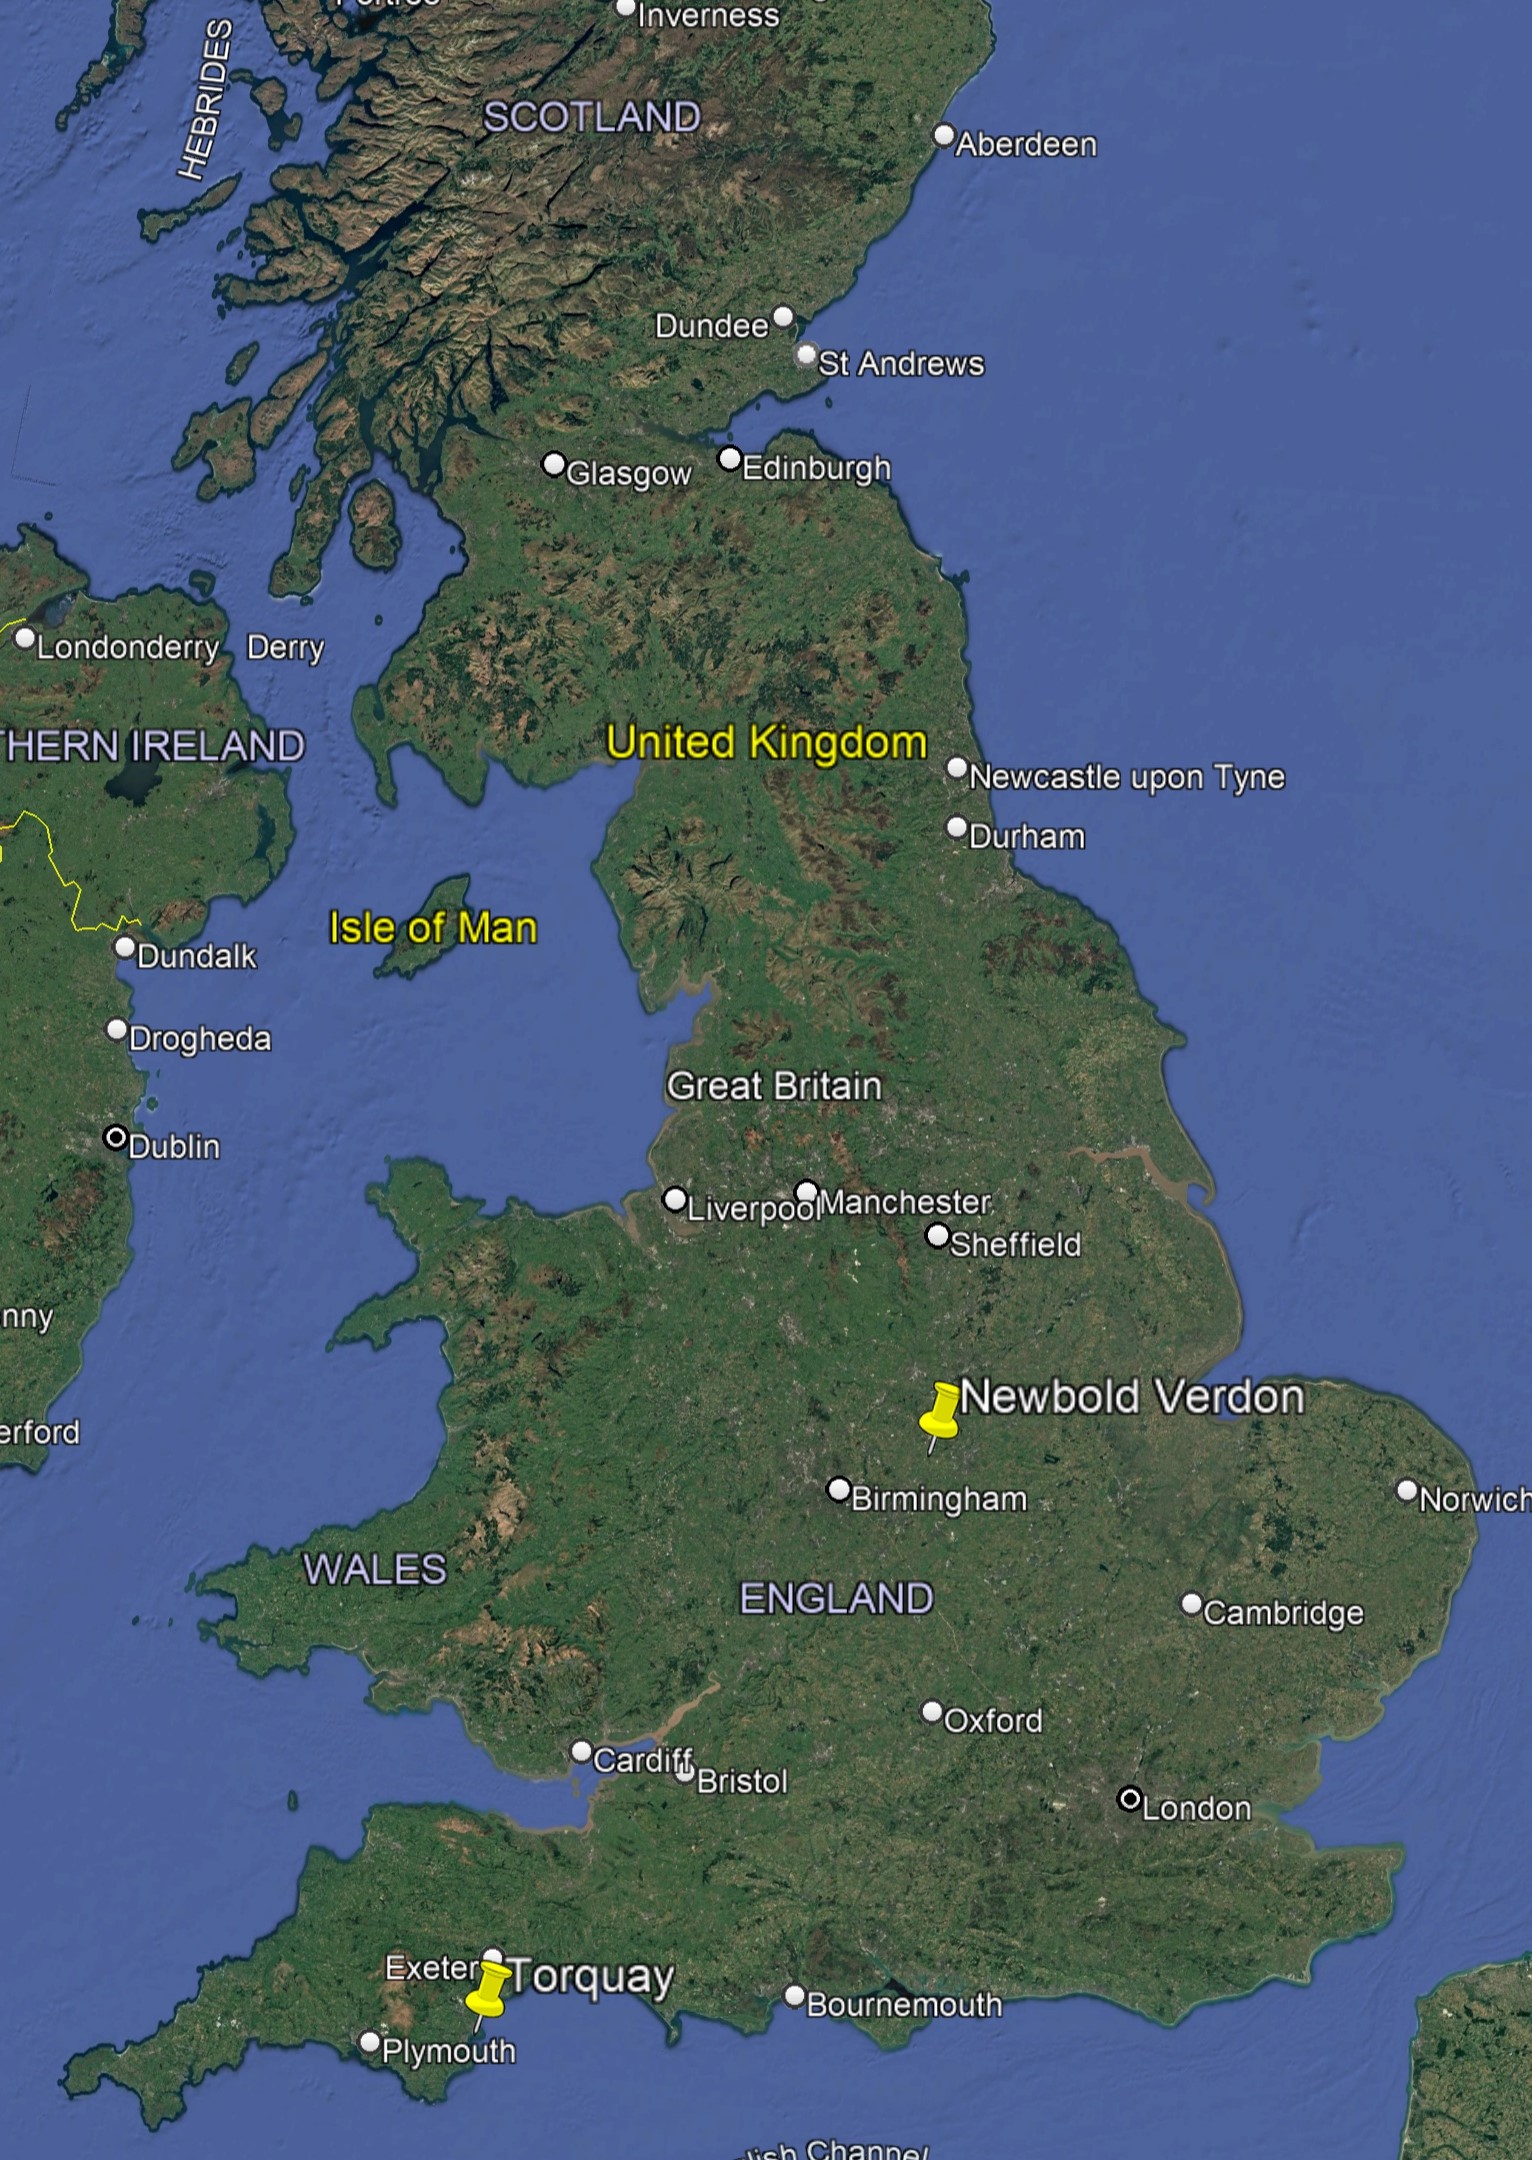 Inverness
HEBRIDES
SCOTLAND
Aberdeen
Dundee
St Andrews
Glasgow
Edinburgh
Londonderry Derry
THERN IRELAND
United Kingdom
Newcastle upon Tyne
Durham
Isle of Man
Dundalk
Drogheda
Great Britain
Dublin
Liverpool
Manchester
Sheffield
nny
Newbold Verdon
erford
Birmingham
Norwich
WALES
ENGLAND
Cambridge
Oxford
Cardiff
Bristol
London
Exeter
Torquay
Bournemouth
Plymouth
lish Channel